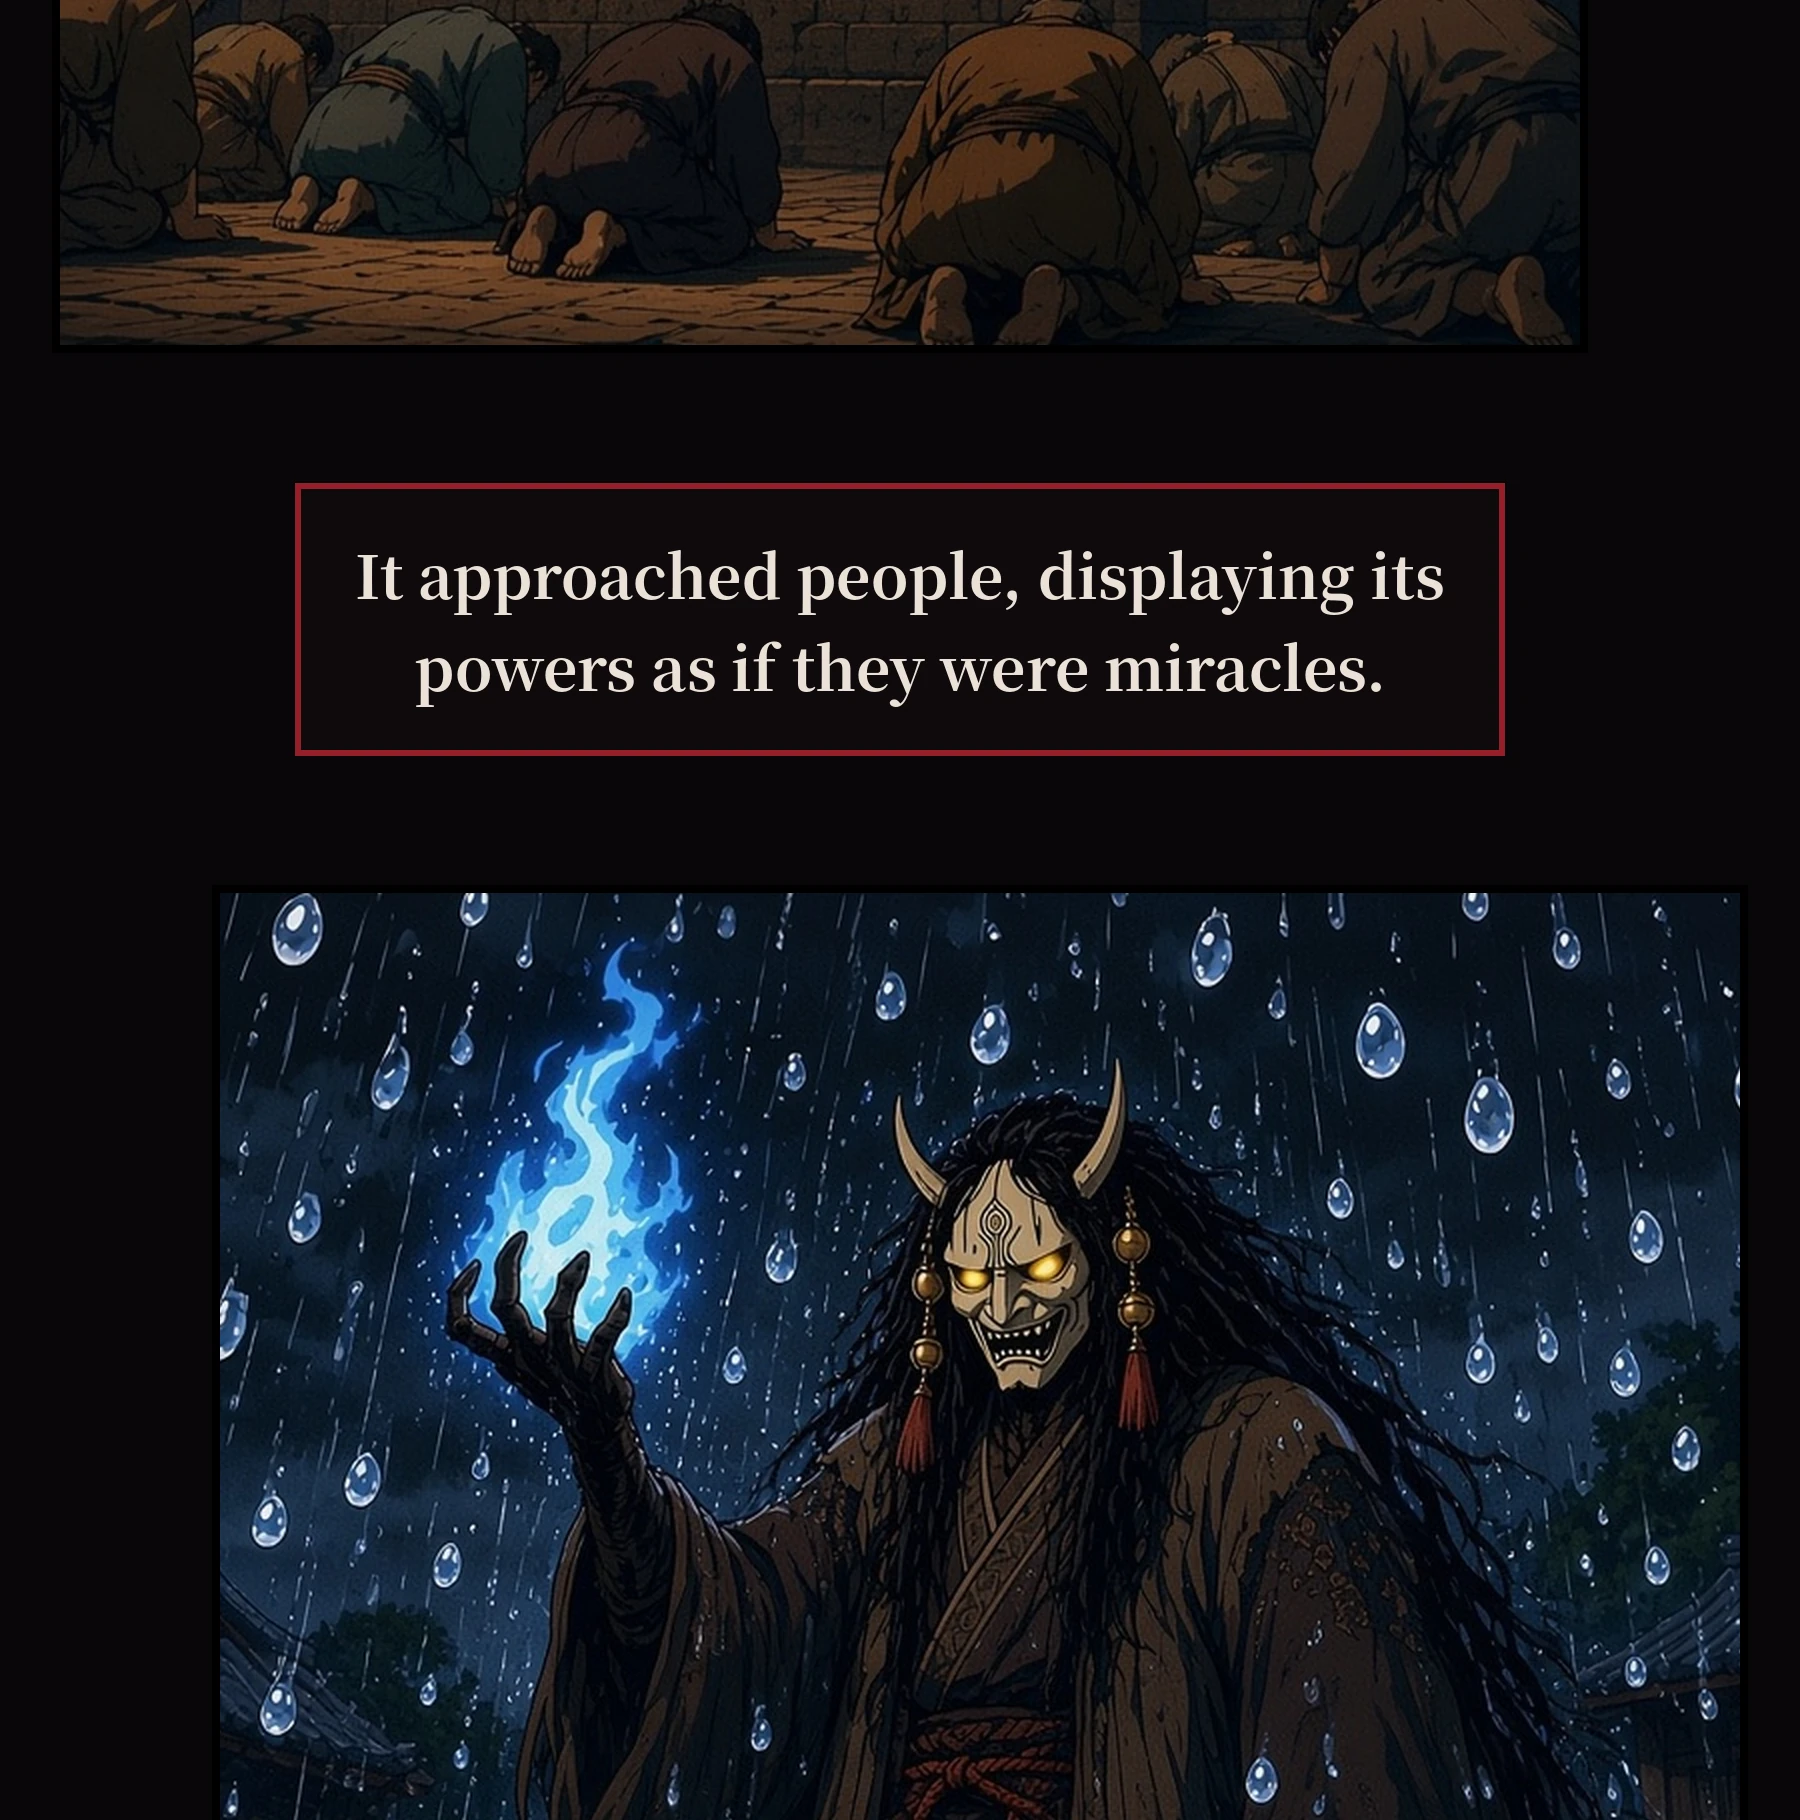 It approached people, displaying its
powers as if they were miracles.